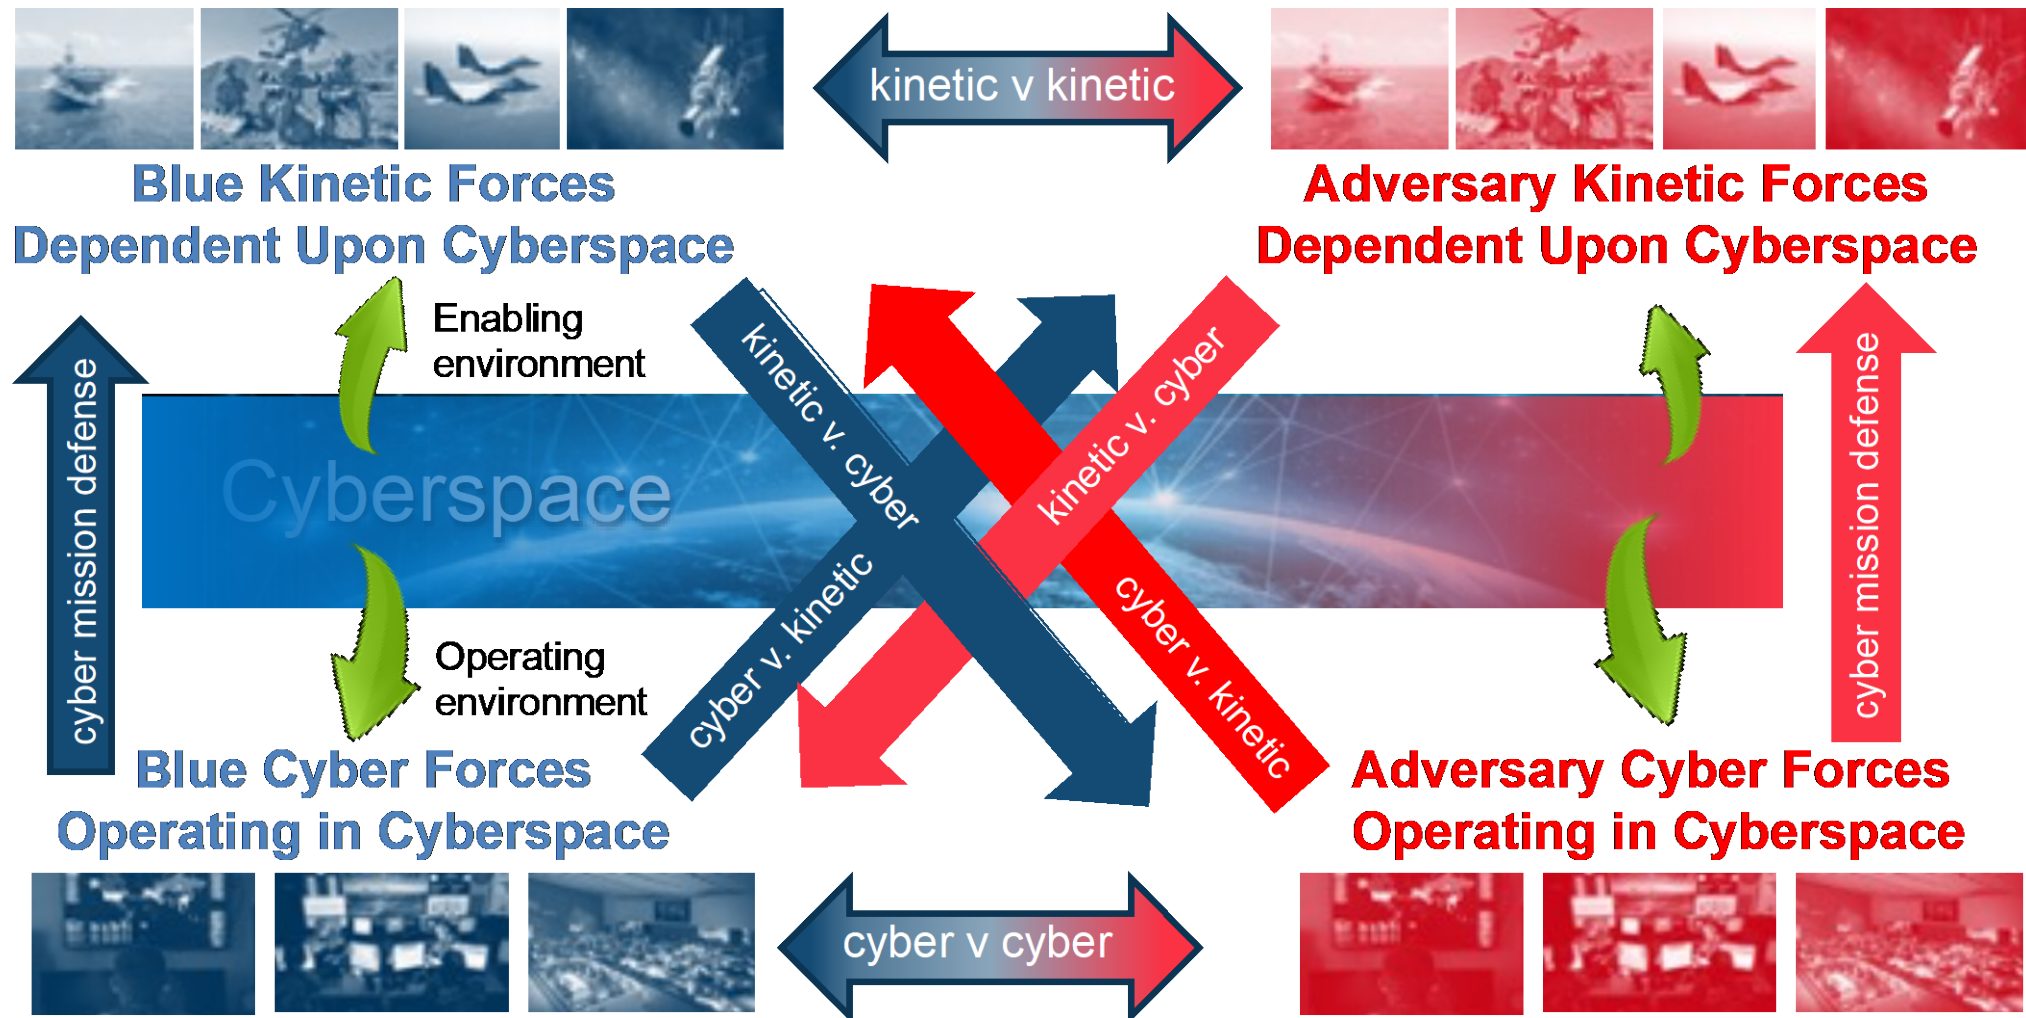 kinetic v kinetic
Blue Kinetic Forces
Dependent Upon Cyberspace
Adversary Kinetic Forces
Dependent Upon Cyberspace
Enabling
environment
kinetic v. cyber
kinetic v. cyber
cyber mission defense
Cyberspace
cyber mission defense
cyber v. kinetic
cyber v. kinetic
Operating
environment
Blue Cyber Forces
Operating in Cyberspace
Adversary Cyber Forces
Operating in Cyberspace
cyber v cyber